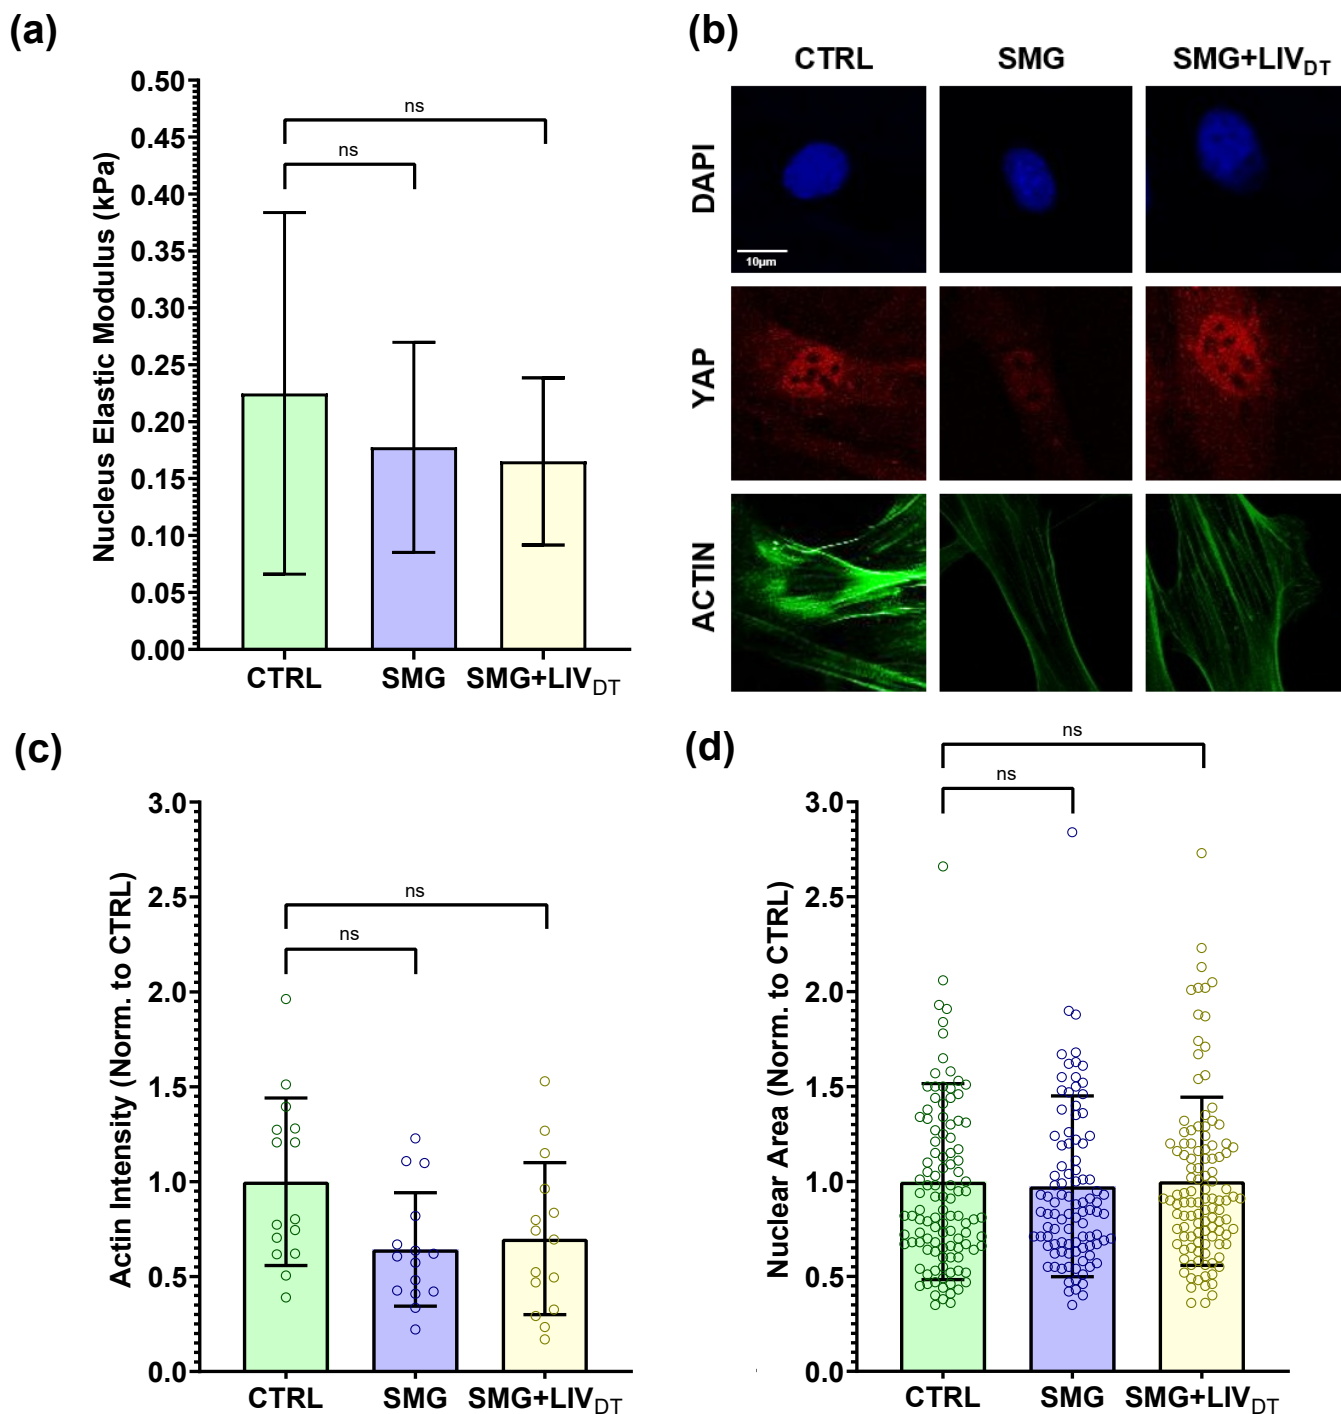 (a)
Nucleus Elastic Modulus (kPa)
0.50
0.45
0.40
0.35
0.30
0.25
0.20
0.15
0.10
0.05
0.00
ns
ns
CTRL
SMG
SMG+LIVDT
(b)
CTRL
SMG
SMG+LIVDT
DAPI
10µm
YAP
ACTIN
(c)
Actin Intensity (Norm. to CTRL)
3.0
2.5
2.0
1.5
1.0
0.5
0.0
ns
ns
CTRL
SMG
SMG+LIVDT
(d)
Nuclear Area (Norm. to CTRL)
3.0
2.5
2.0
1.5
1.0
0.5
0.0
ns
ns
CTRL
SMG
SMG+LIVDT